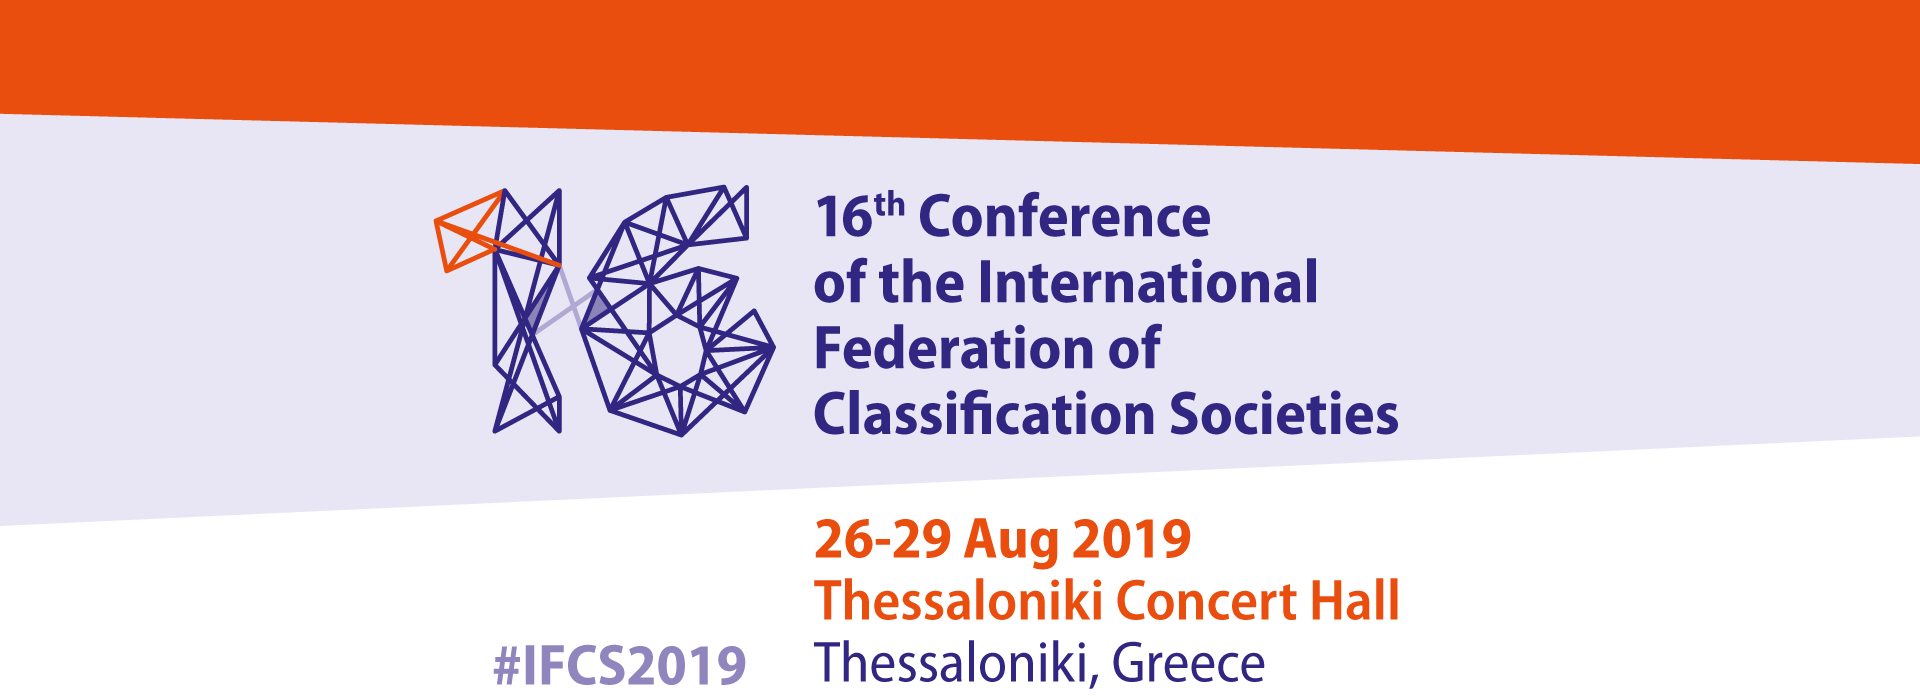 16
16th Conference
of the International
Federation of
Classification Societies
26-29 Aug 2019
Thessaloniki Concert Hall
#IFCS2019
Thessaloniki, Greece